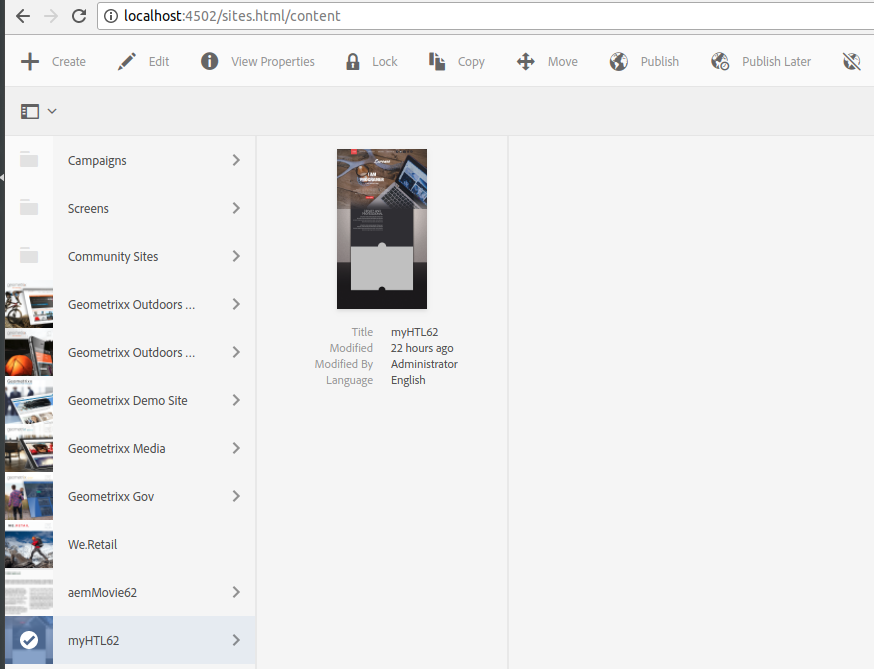 localhost:4502/sites.html/content
Create Edit View Properties Lock Copy Move Publish Publish Later
Campaigns
Screens
Community Sites
Geometrixx Outdoors ...
Geometrixx Outdoors ...
Geometrixx Demo Site
Geometrixx Media
Geometrixx Gov
We.Retail
aemMovie62
myHTL62
I AM
Title myHTL62
Modified 22 hours ago
Modified By Administrator
Language English